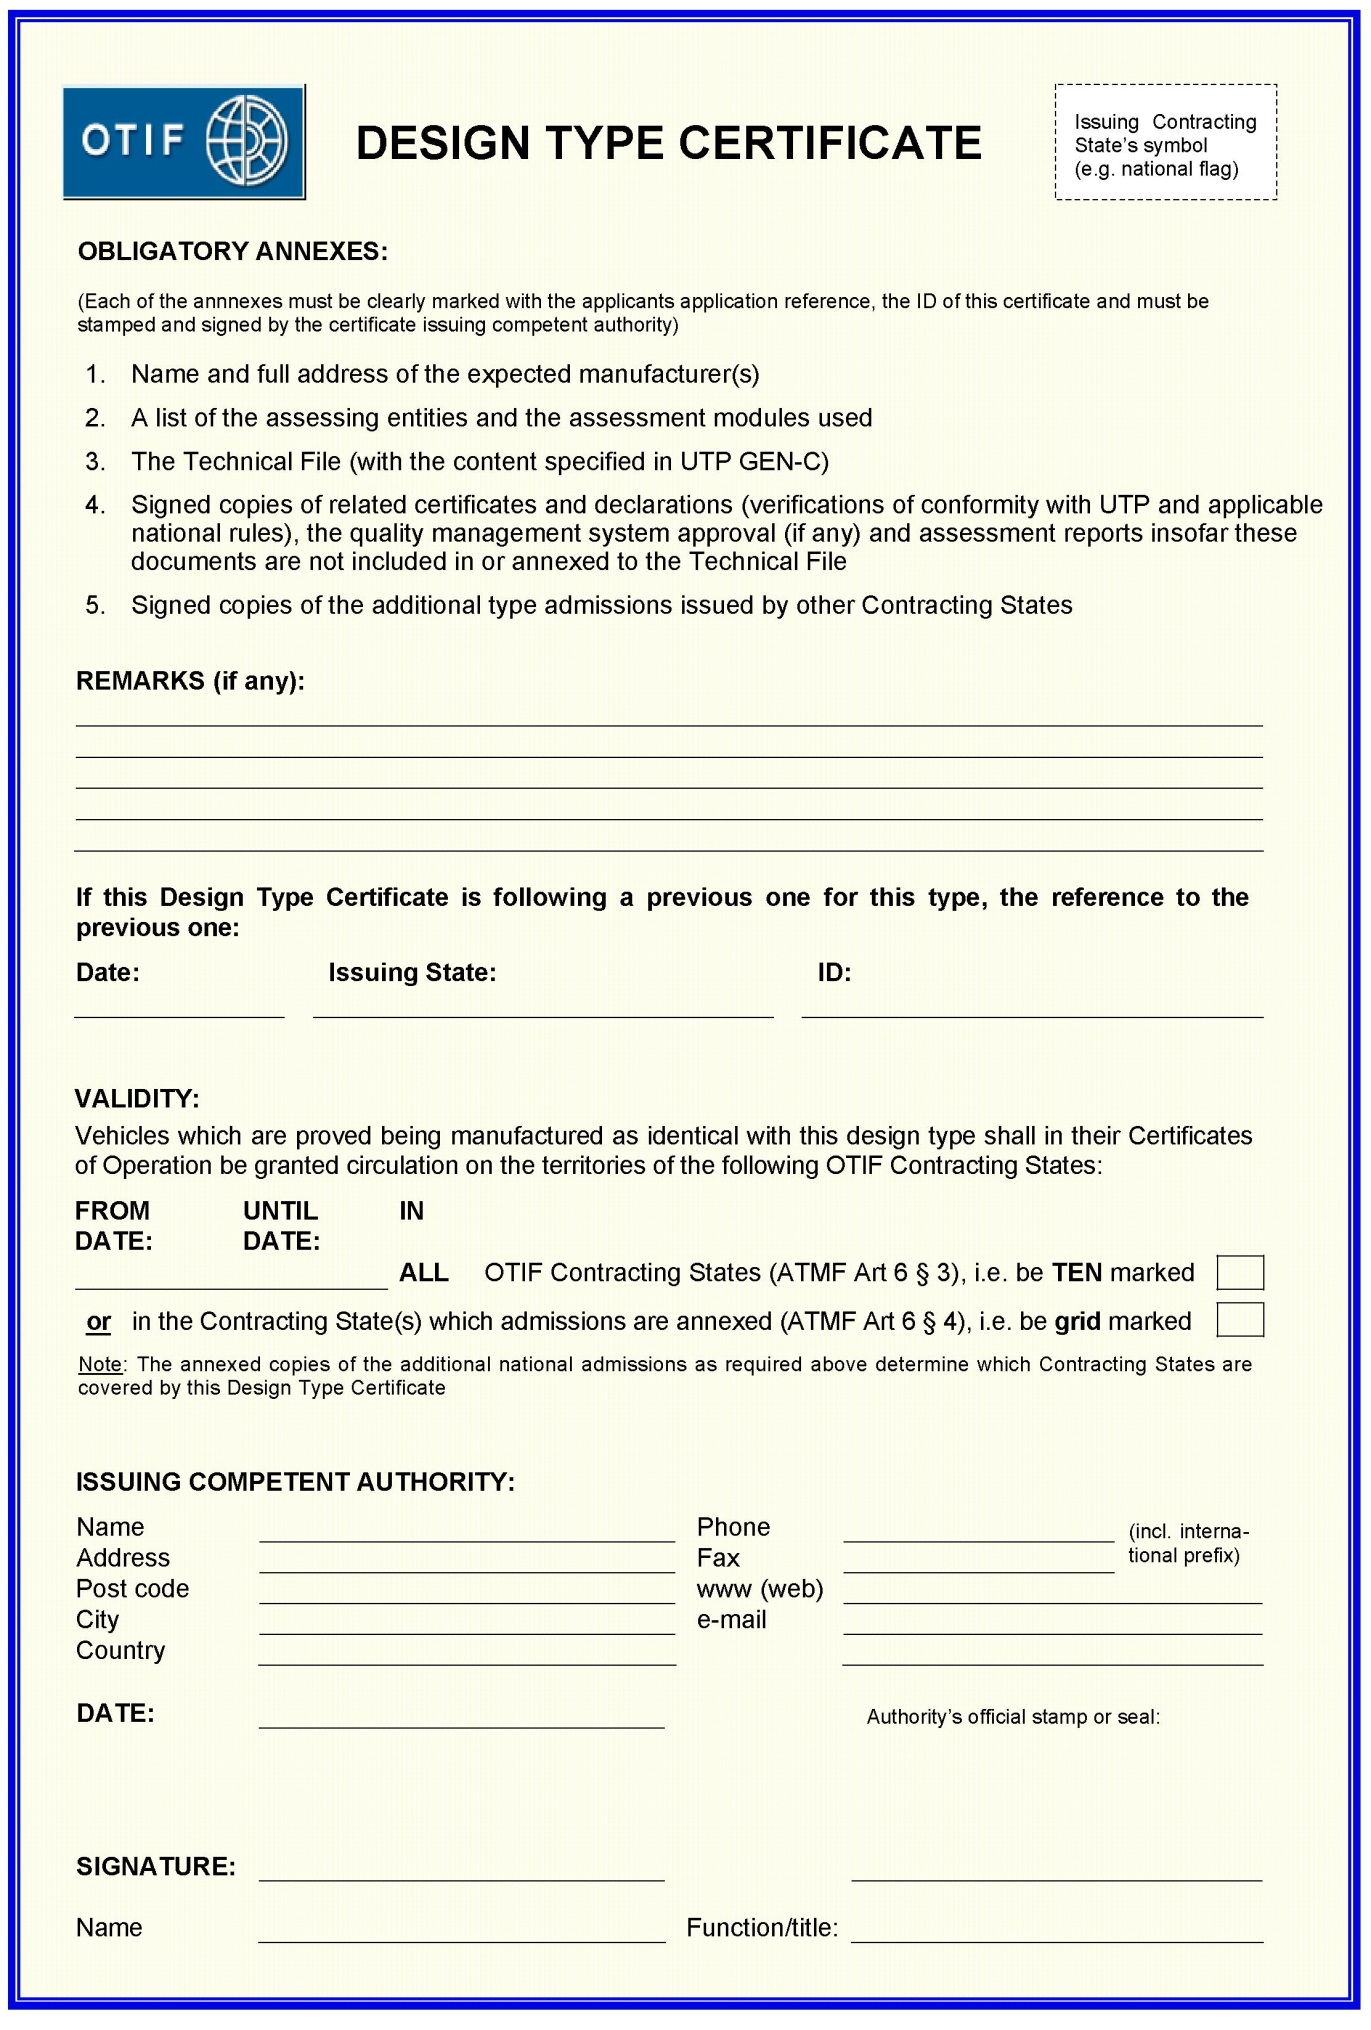 OTIF
DESIGN TYPE CERTIFICATE
Issuing Contracting
State's symbol
(e.g. national flag)
OBLIGATORY ANNEXES:
(Each of the annnexes must be clearly marked with the applicants application reference, the ID of this certificate and must be
stamped and signed by the certificate issuing competent authority)
1. Name and full address of the expected manufacturer(s)
2. A list of the assessing entities and the assessment modules used
3. The Technical File (with the content specified in UTP GEN-C)
4. Signed copies of related certificates and declarations (verifications of conformity with UTP and applicable
national rules), the quality management system approval (if any) and assessment reports insofar these
documents are not included in or annexed to the Technical File
5. Signed copies of the additional type admissions issued by other Contracting States
REMARKS (if any):
If this Design Type Certificate is following a previous one for this type, the reference to the
previous one:
Date: Issuing State: ID:
VALIDITY:
Vehicles which are proved being manufactured as identical with this design type shall in their Certificates
of Operation be granted circulation on the territories of the following OTIF Contracting States:
FROM UNTIL IN
DATE: DATE:
ALL OTIF Contracting States (ATMF Art 6 § 3), i.e. be TEN marked
or in the Contracting State(s) which admissions are annexed (ATMF Art 6 § 4), i.e. be grid marked
Note: The annexed copies of the additional national admissions as required above determine which Contracting States are
covered by this Design Type Certificate
ISSUING COMPETENT AUTHORITY:
Name Phone (incl. interna-
Address Fax tional prefix)
Post code www (web)
City e-mail
Country
DATE: Authority's official stamp or seal:
SIGNATURE:
Name Function/title: